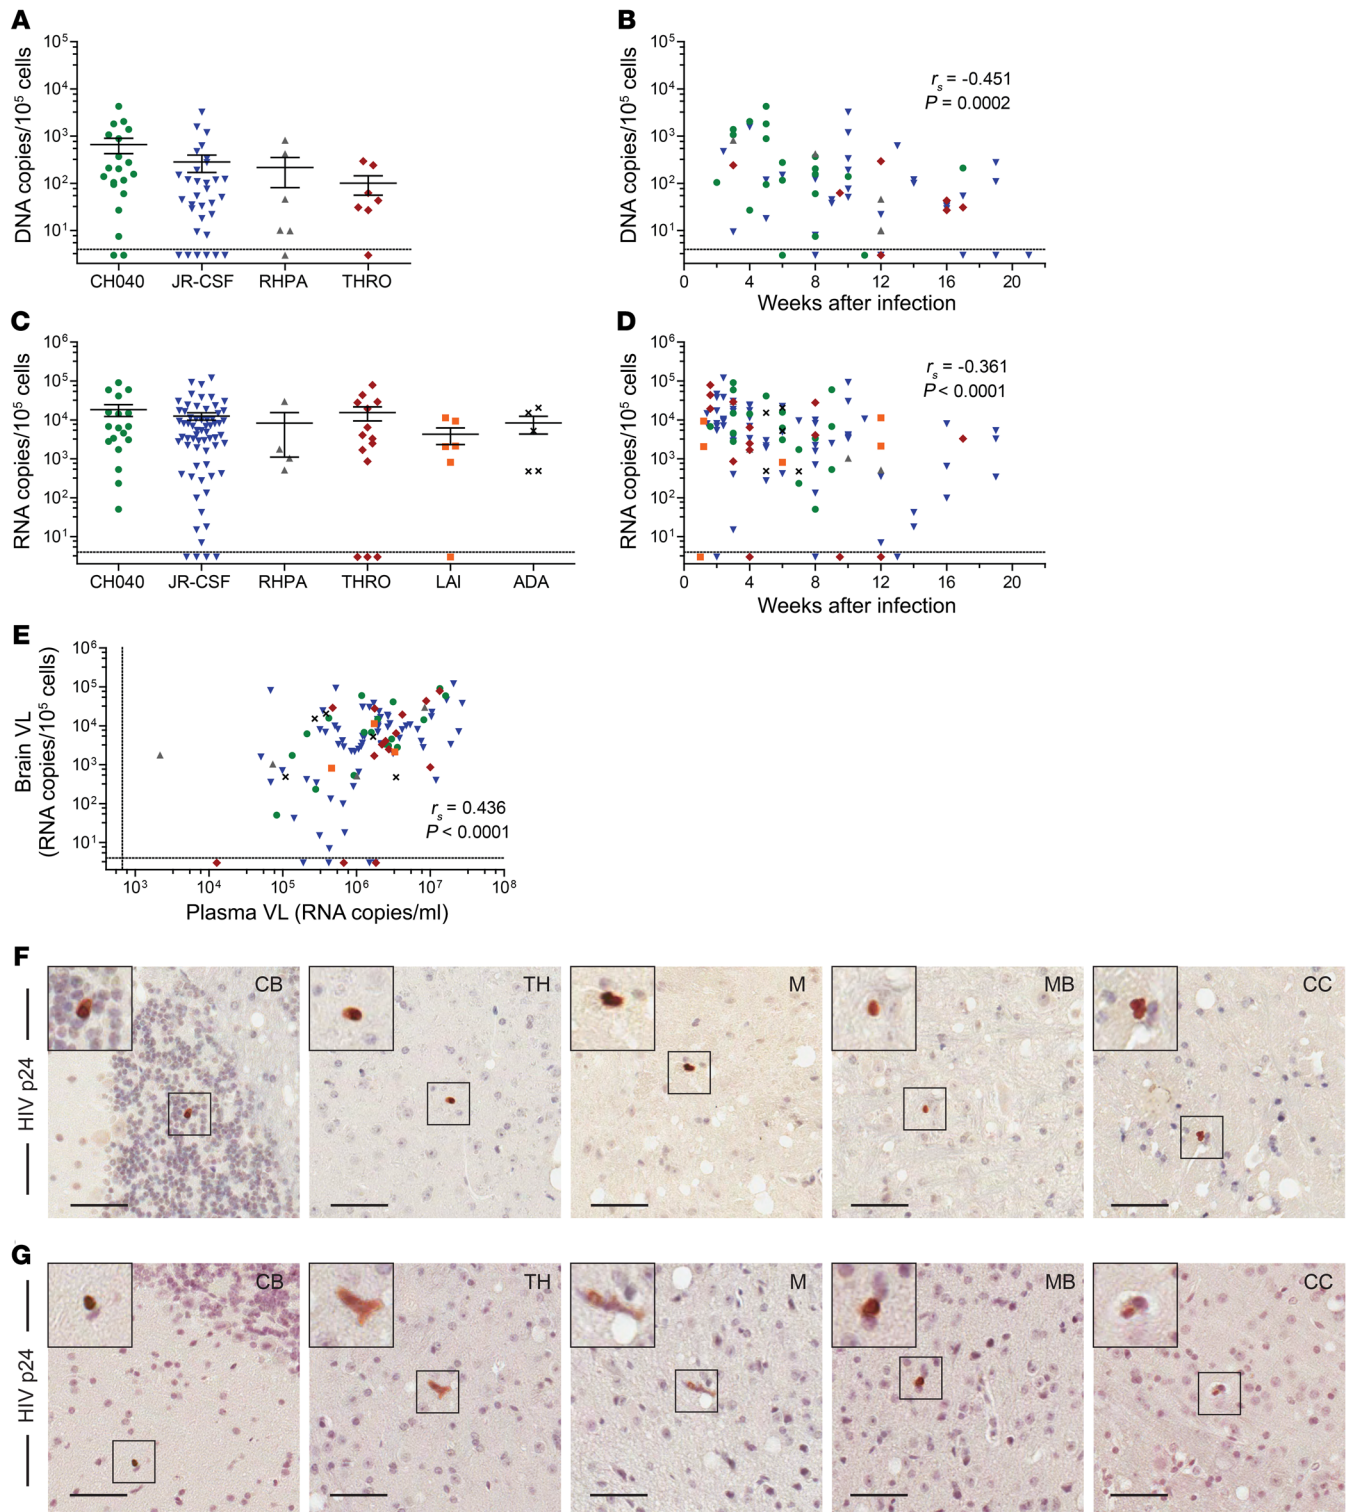 A
DNA copies/10⁵ cells
10⁵
10⁴
10³
10²
10¹
CH040 JR-CSF RHPA THRO
B
DNA copies/10⁵ cells
10⁵
10⁴
10³
10²
10¹
r_s = -0.451
P = 0.0002
0 4 8 12 16 20
Weeks after infection
C
RNA copies/10⁵ cells
10⁶
10⁵
10⁴
10³
10²
10¹
CH040 JR-CSF RHPA THRO LAI ADA
D
RNA copies/10⁵ cells
10⁶
10⁵
10⁴
10³
10²
10¹
r_s = -0.361
P < 0.0001
0 4 8 12 16 20
Weeks after infection
E
Brain VL
(RNA copies/10⁵ cells)
10⁶
10⁵
10⁴
10³
10²
10¹
r_s = 0.436
P < 0.0001
10³ 10⁴ 10⁵ 10⁶ 10⁷ 10⁸
Plasma VL (RNA copies/ml)
F
HIV p24
CB TH M MB CC
G
HIV p24
CB TH M MB CC